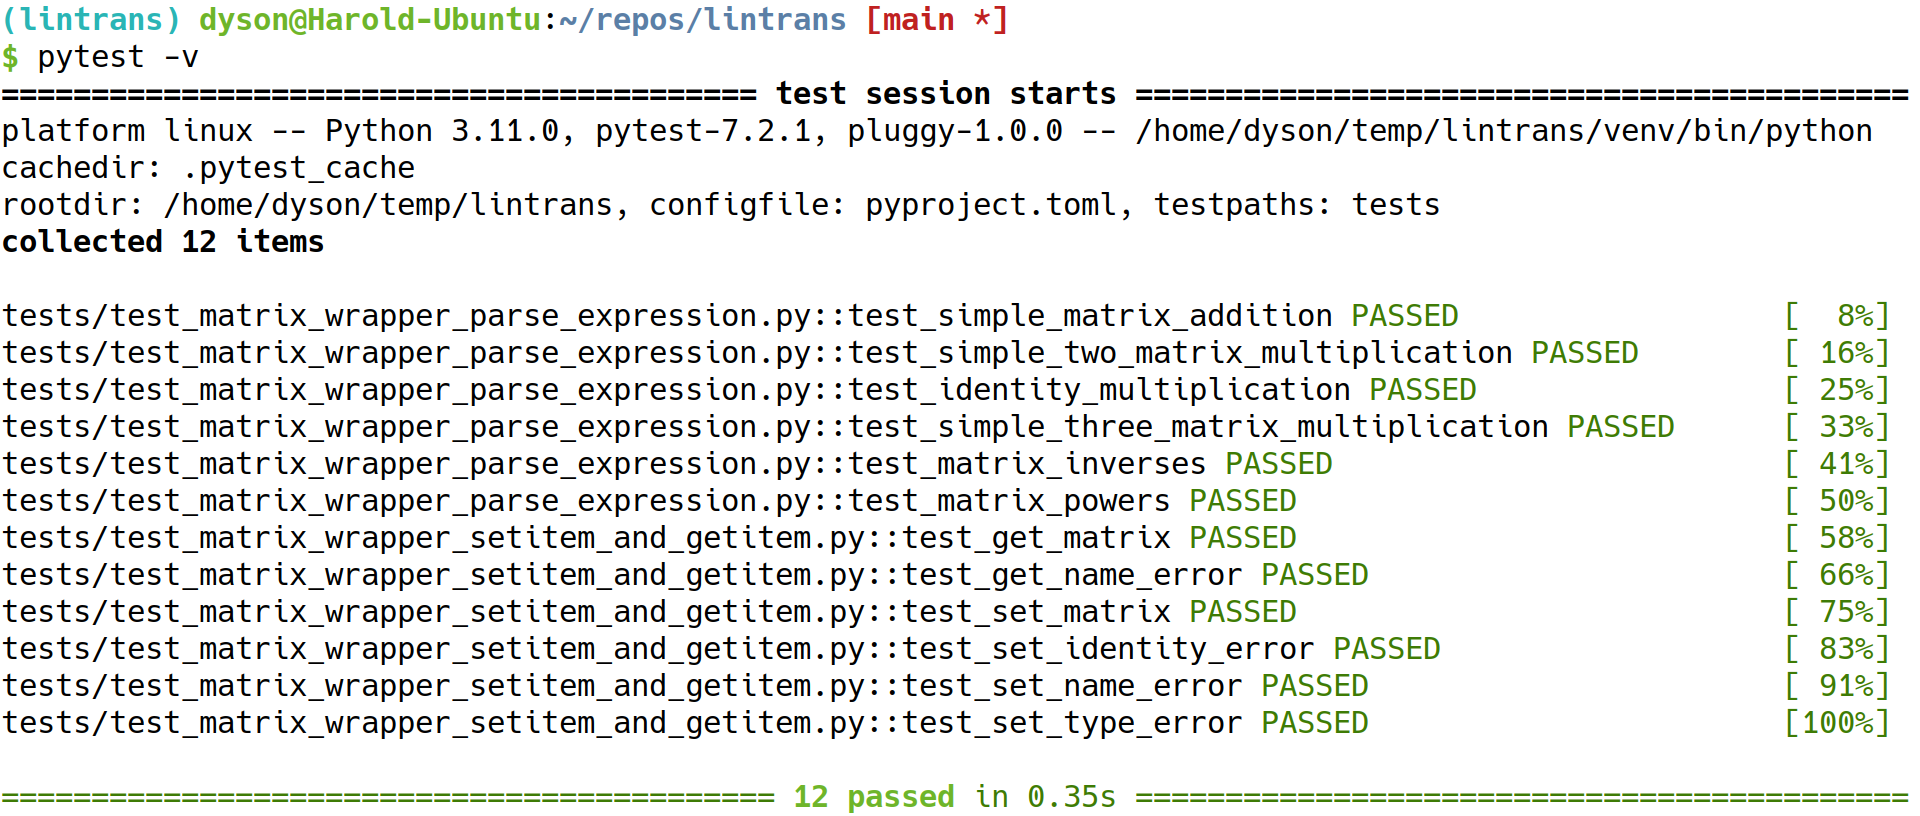 (lintrans) dyson@Harold-Ubuntu:~/repos/lintrans [main *]
$ pytest -v
========================================== test session starts ===========================================
platform linux -- Python 3.11.0, pytest-7.2.1, pluggy-1.0.0 -- /home/dyson/temp/lintrans/venv/bin/python
cachedir: .pytest_cache
rootdir: /home/dyson/temp/lintrans, configfile: pyproject.toml, testpaths: tests
collected 12 items

tests/test_matrix_wrapper_parse_expression.py::test_simple_matrix_addition PASSED                  [  8%]
tests/test_matrix_wrapper_parse_expression.py::test_simple_two_matrix_multiplication PASSED        [ 16%]
tests/test_matrix_wrapper_parse_expression.py::test_identity_multiplication PASSED                 [ 25%]
tests/test_matrix_wrapper_parse_expression.py::test_simple_three_matrix_multiplication PASSED      [ 33%]
tests/test_matrix_wrapper_parse_expression.py::test_matrix_inverses PASSED                         [ 41%]
tests/test_matrix_wrapper_parse_expression.py::test_matrix_powers PASSED                           [ 50%]
tests/test_matrix_wrapper_setitem_and_getitem.py::test_get_matrix PASSED                           [ 58%]
tests/test_matrix_wrapper_setitem_and_getitem.py::test_get_name_error PASSED                       [ 66%]
tests/test_matrix_wrapper_setitem_and_getitem.py::test_set_matrix PASSED                           [ 75%]
tests/test_matrix_wrapper_setitem_and_getitem.py::test_set_identity_error PASSED                   [ 83%]
tests/test_matrix_wrapper_setitem_and_getitem.py::test_set_name_error PASSED                       [ 91%]
tests/test_matrix_wrapper_setitem_and_getitem.py::test_set_type_error PASSED                       [100%]

=========================================== 12 passed in 0.35s ===========================================